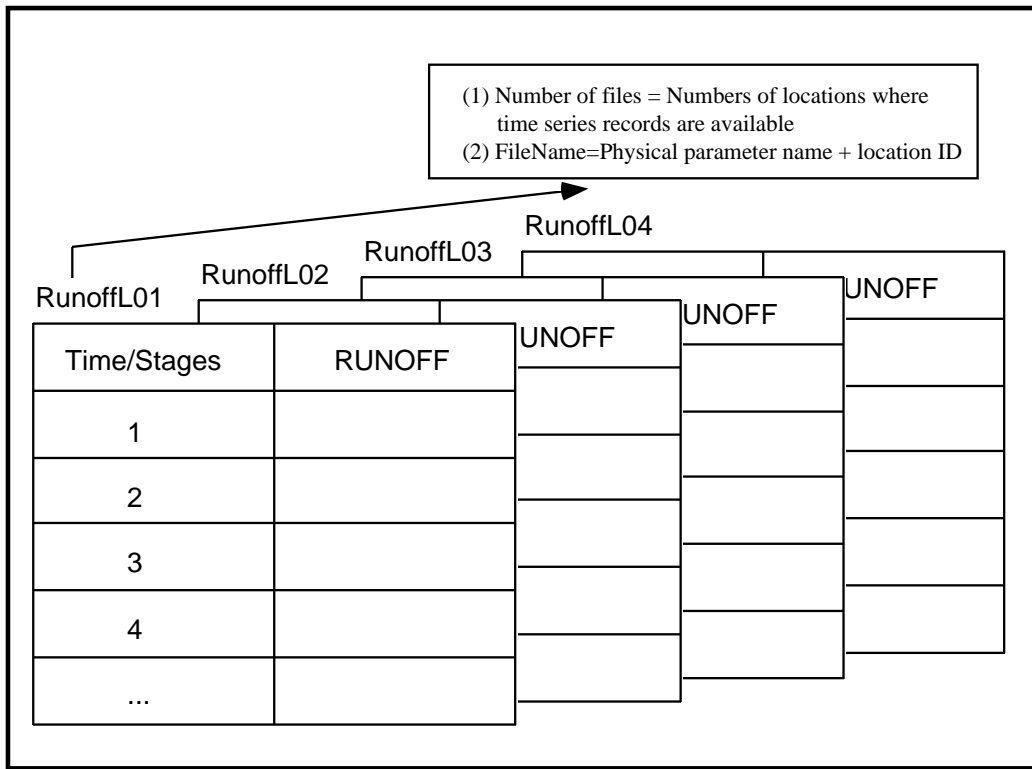 (1) Number of files = Numbers of locations where
time series records are available
(2) FileName=Physical parameter name + location ID
RunoffL04
RunoffL03
RunoffL02
RunoffL01
UNOFF
UNOFF
UNOFF
Time/Stages RUNOFF
1
2
3
4
...